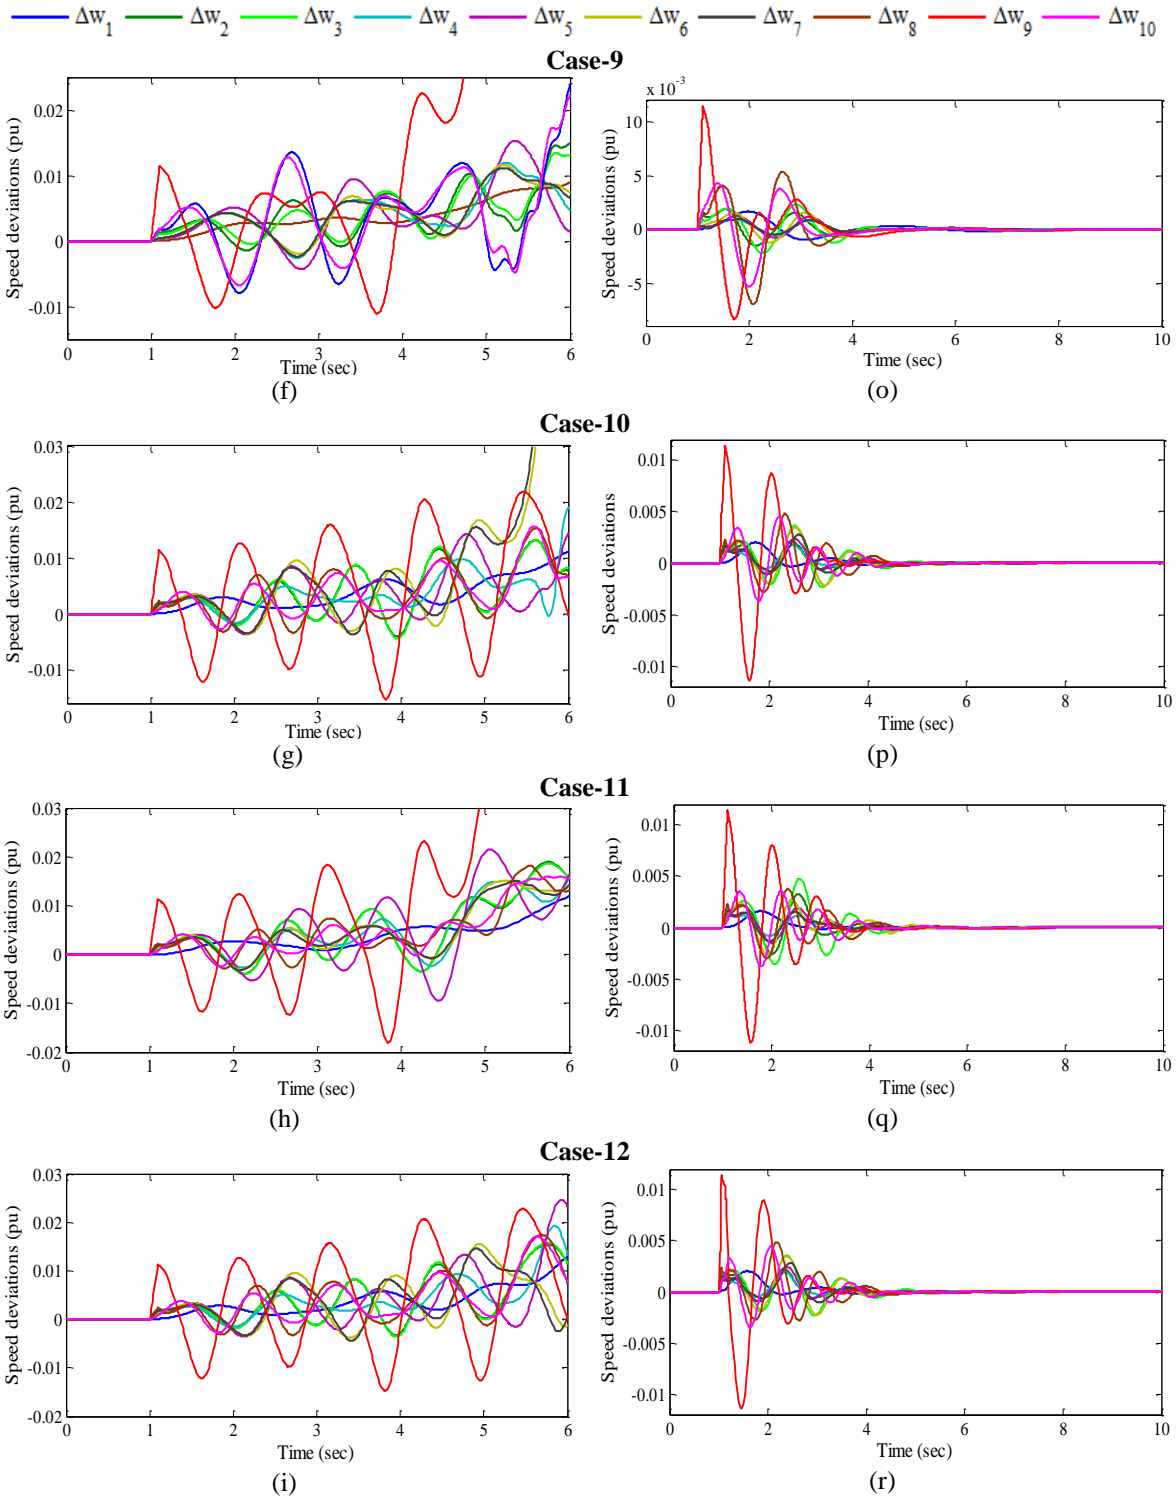 Δw1 Δw2 Δw3 Δw4 Δw5 Δw6 Δw7 Δw8 Δw9 Δw10
Case-9
Speed deviations (pu)
0.02
0.01
0
-0.01
0 1 2 3 4 5 6
Time (sec)
(f)
x 10-3
Speed deviations (pu)
10
5
0
-5
0 2 4 6 8 10
Time (sec)
(o)
Case-10
Speed deviations (pu)
0.03
0.02
0.01
0
-0.01
0 1 2 3 4 5 6
Time (sec)
(g)
Speed deviations
0.01
0.005
0
-0.005
-0.01
0 2 4 6 8 10
Time (sec)
(p)
Case-11
Speed deviations (pu)
0.03
0.02
0.01
0
-0.01
-0.02
0 1 2 3 4 5 6
Time (sec)
(h)
Speed deviations (pu)
0.01
0.005
0
-0.005
-0.01
0 2 4 6 8 10
Time (sec)
(q)
Case-12
Speed deviations (pu)
0.03
0.02
0.01
0
-0.01
-0.02
0 1 2 3 4 5 6
Time (sec)
(i)
Speed deviations (pu)
0.01
0.005
0
-0.005
-0.01
0 2 4 6 8 10
Time (sec)
(r)